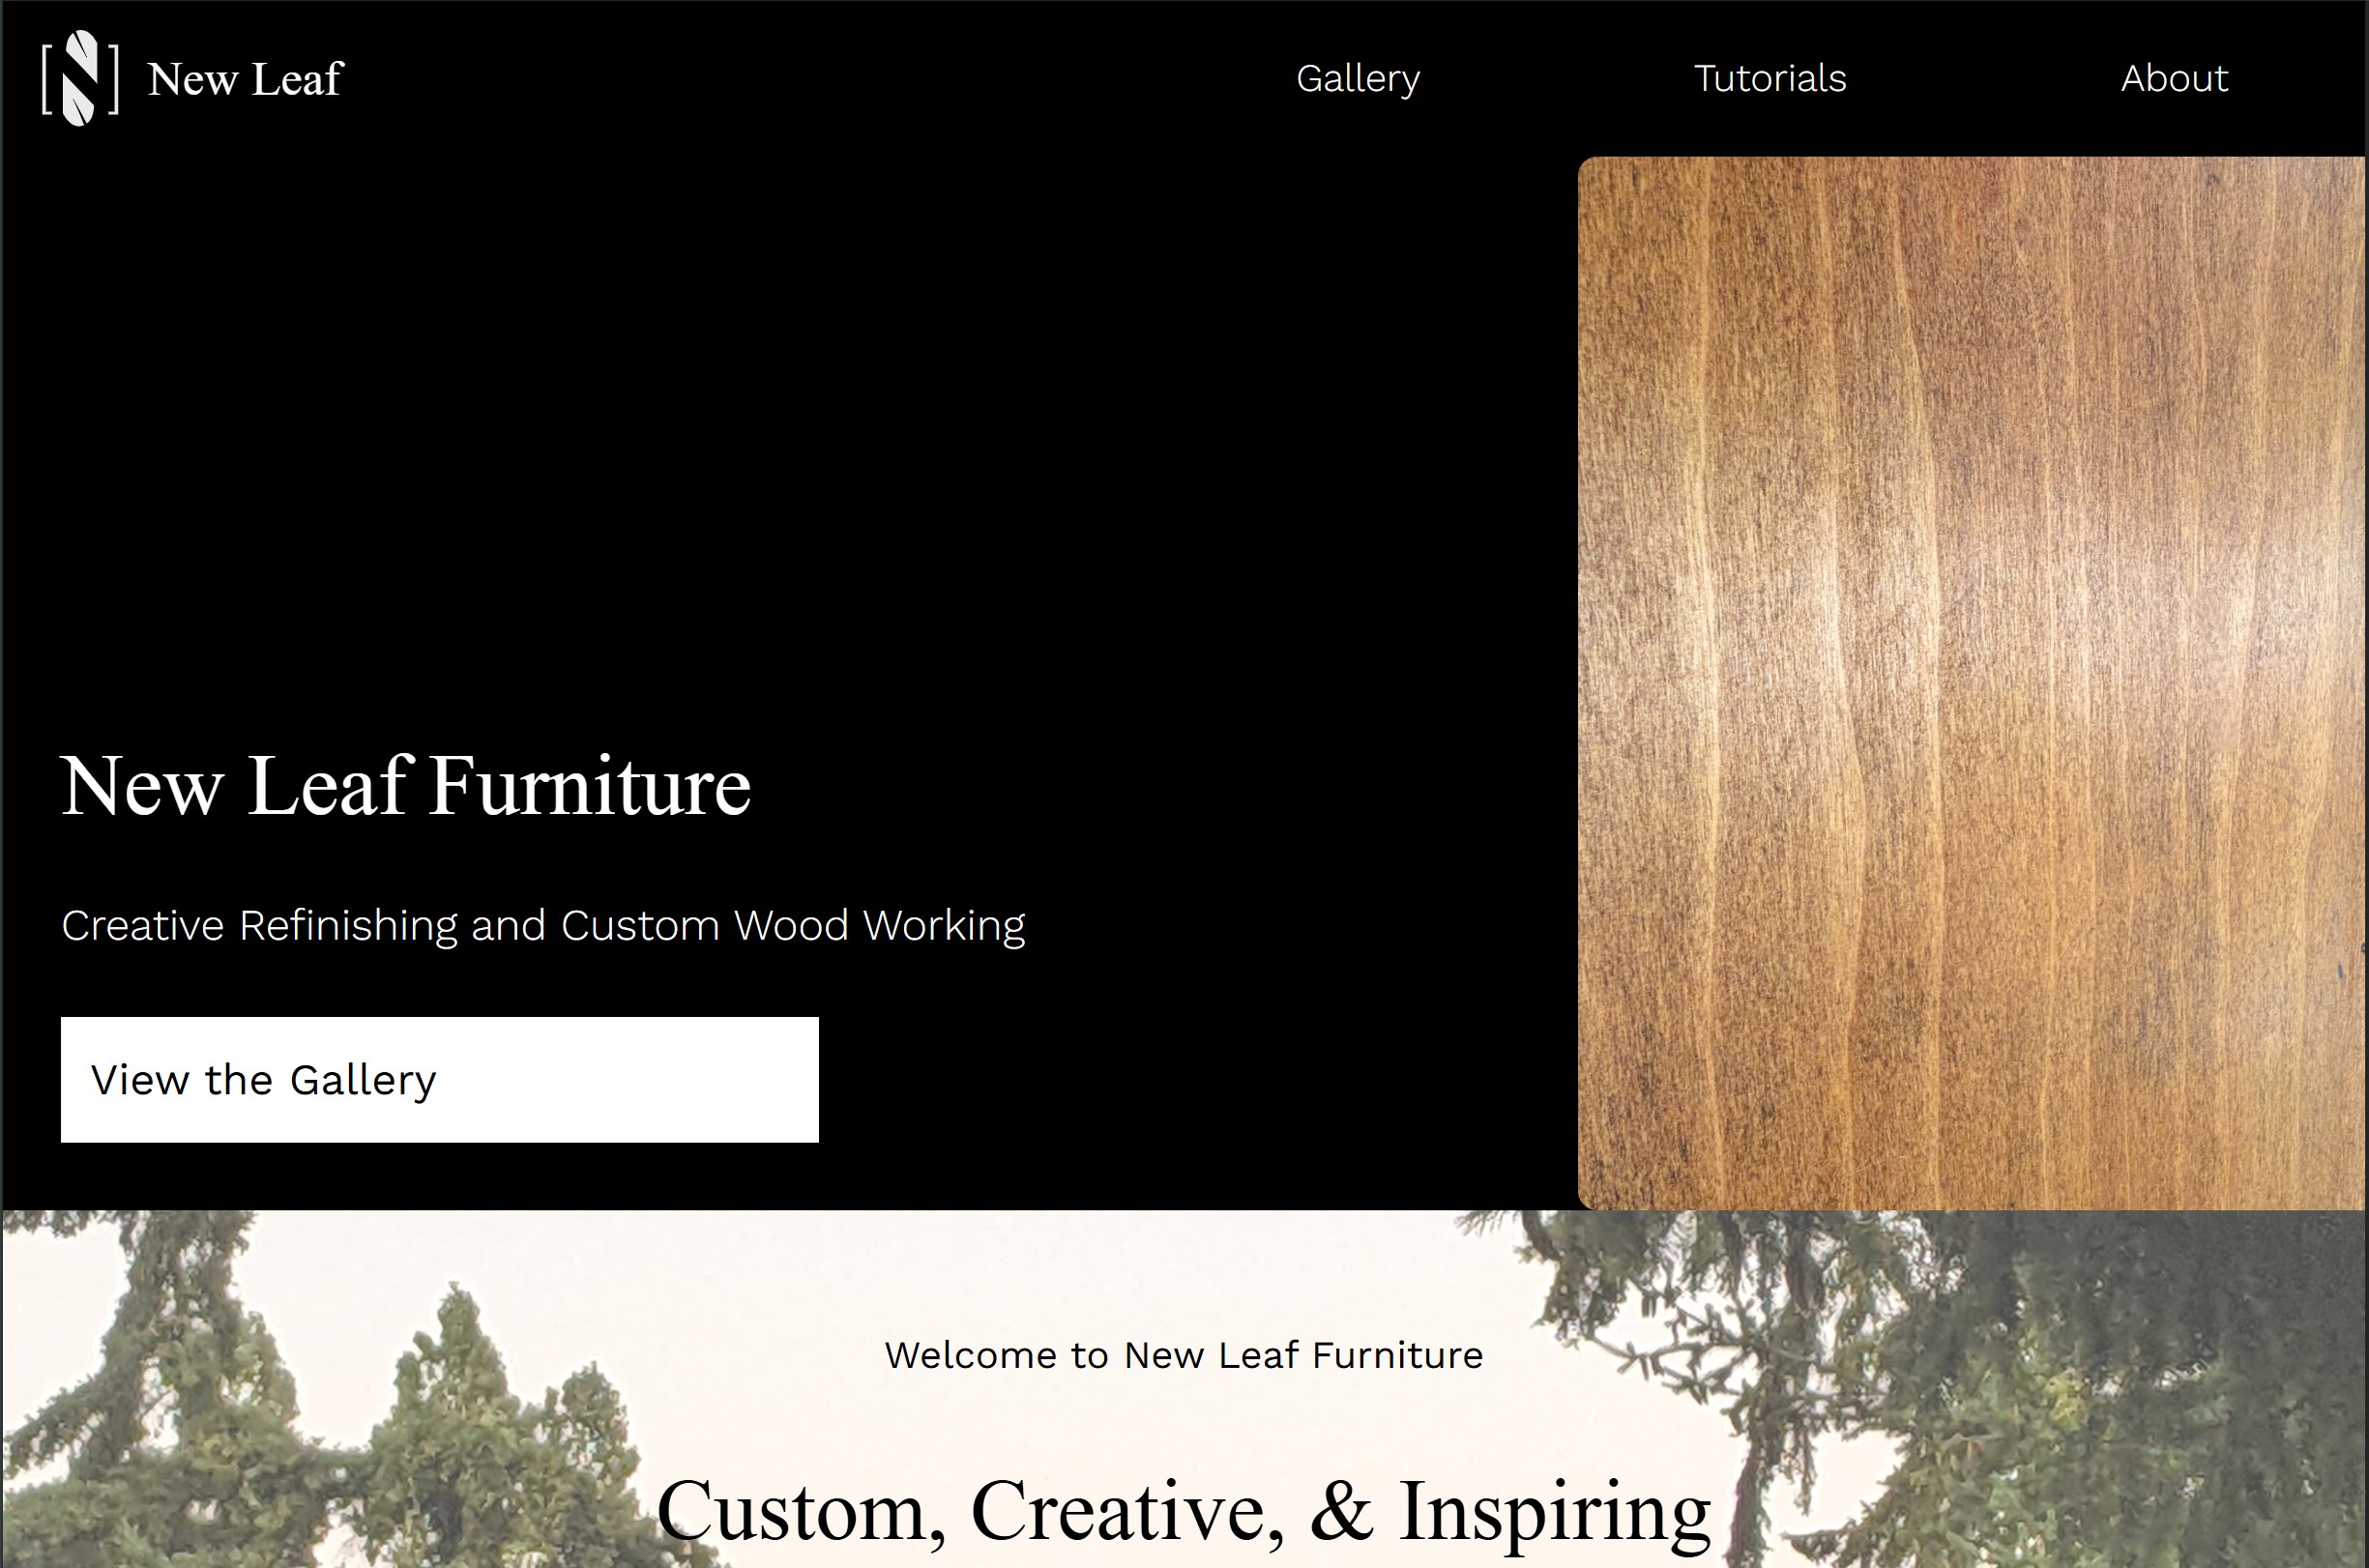 [N] New Leaf
Gallery
Tutorials
About
New Leaf Furniture
Creative Refinishing and Custom Wood Working
View the Gallery
Welcome to New Leaf Furniture
Custom, Creative, & Inspiring